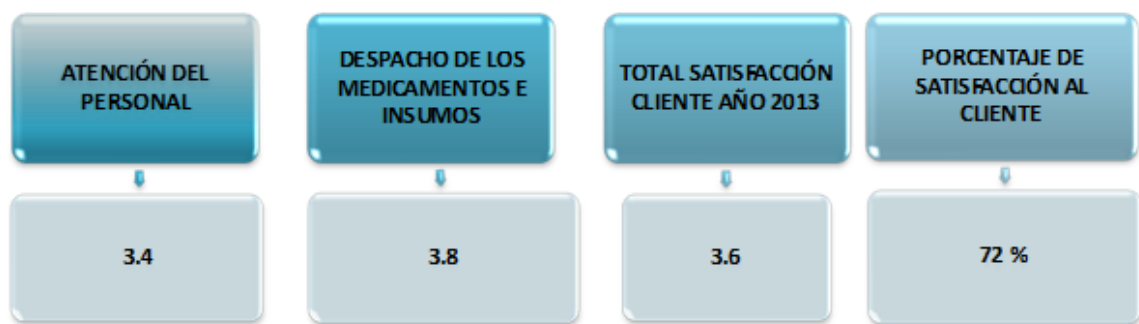 ATENCIÓN DEL
PERSONAL
DESPACHO DE LOS
MEDICAMENTOS E
INSUMOS
TOTAL SATISFACCIÓN
CLIENTE AÑO 2013
PORCENTAJE DE
SATISFACCIÓN AL
CLIENTE
3.4
3.8
3.6
72 %